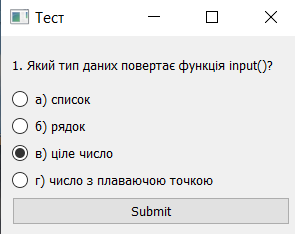 Тест
1. Який тип даних повертає функція input()?
а) список
б) рядок
в) ціле число
г) число з плаваючою точкою
Submit